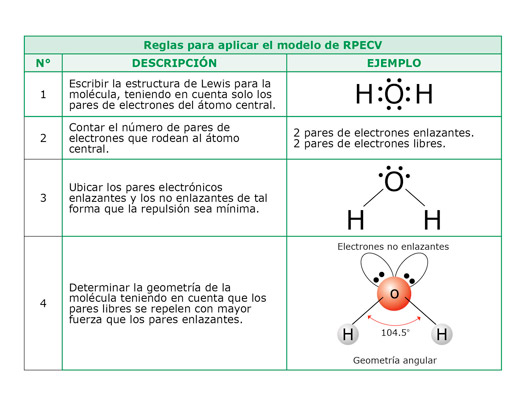 Reglas para aplicar el modelo de RPECV
N° DESCRIPCIÓN EJEMPLO
1
Escribir la estructura de Lewis para la
molécula, teniendo en cuenta solo los
pares de electrones del átomo central.
H:O:H
2
Contar el número de pares de
electrones que rodean al átomo
central.
2 pares de electrones enlazantes.
2 pares de electrones libres.
3
Ubicar los pares electrónicos
enlazantes y los no enlazantes de tal
forma que la repulsión sea mínima.
O
H H
4
Determinar la geometría de la
molécula teniendo en cuenta que los
pares libres se repelen con mayor
fuerza que los pares enlazantes.
Electrones no enlazantes
O
H H
104.5°
Geometría angular